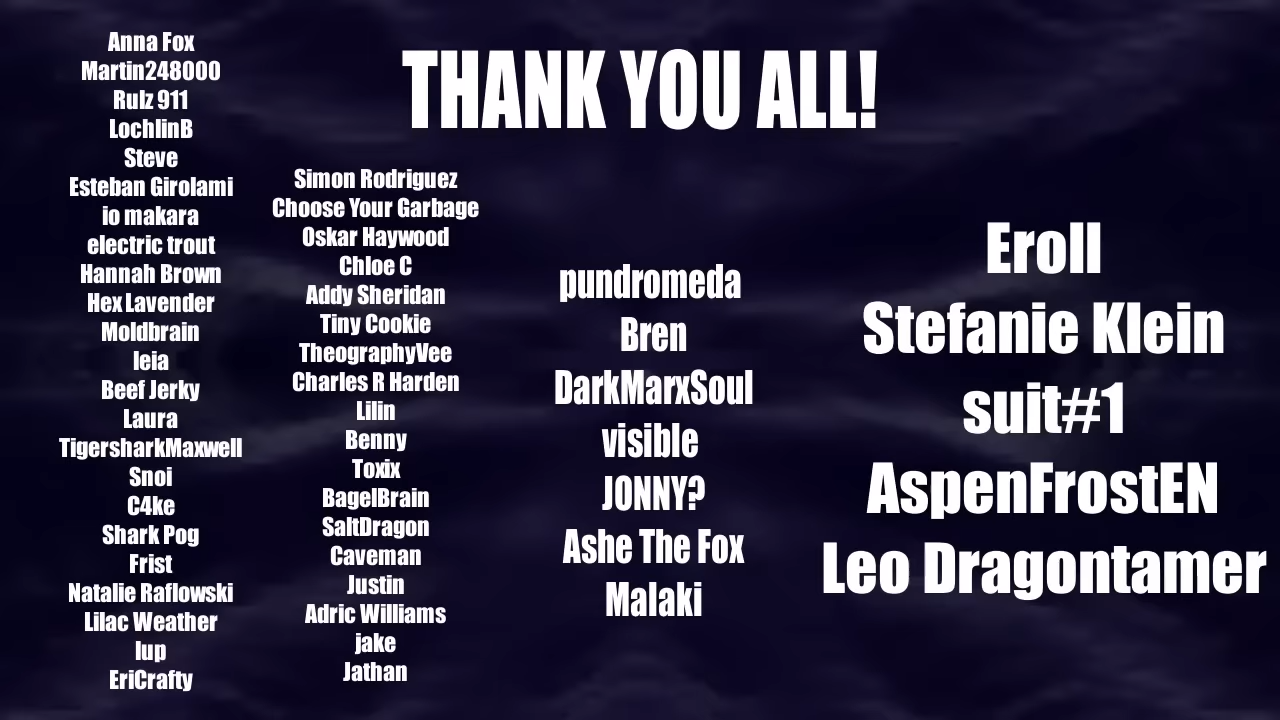 THANK YOU ALL!
Anna Fox
Martin248000
Rulz 911
LochlinB
Steve
Esteban Girolami
io makara
electric trout
Hannah Brown
Hex Lavender
Moldbrain
leia
Beef Jerky
Laura
TigersharkMaxwell
Snoi
C4ke
Shark Pog
Frist
Natalie Raflowski
Lilac Weather
lup
EriCrafty
Simon Rodriguez
Choose Your Garbage
Oskar Haywood
Chloe C
Addy Sheridan
Tiny Cookie
TheographyVee
Charles R Harden
Lilin
Benny
Toxix
BagelBrain
SaltDragon
Caveman
Justin
Adric Williams
jake
Jathan
pundromeda
Bren
DarkMarxSoul
visible
JONNY?
Ashe The Fox
Malaki
Eroll
Stefanie Klein
suit#1
AspenFrostEN
Leo Dragontamer